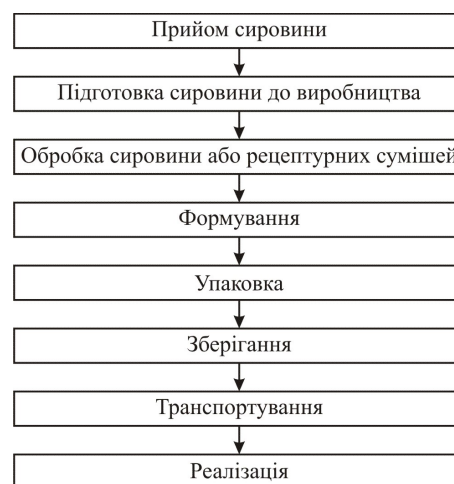 Прийом сировини
Підготовка сировини до виробництва
Обробка сировини або рецептурних сумішей
Формування
Упаковка
Зберігання
Транспортування
Реалізація